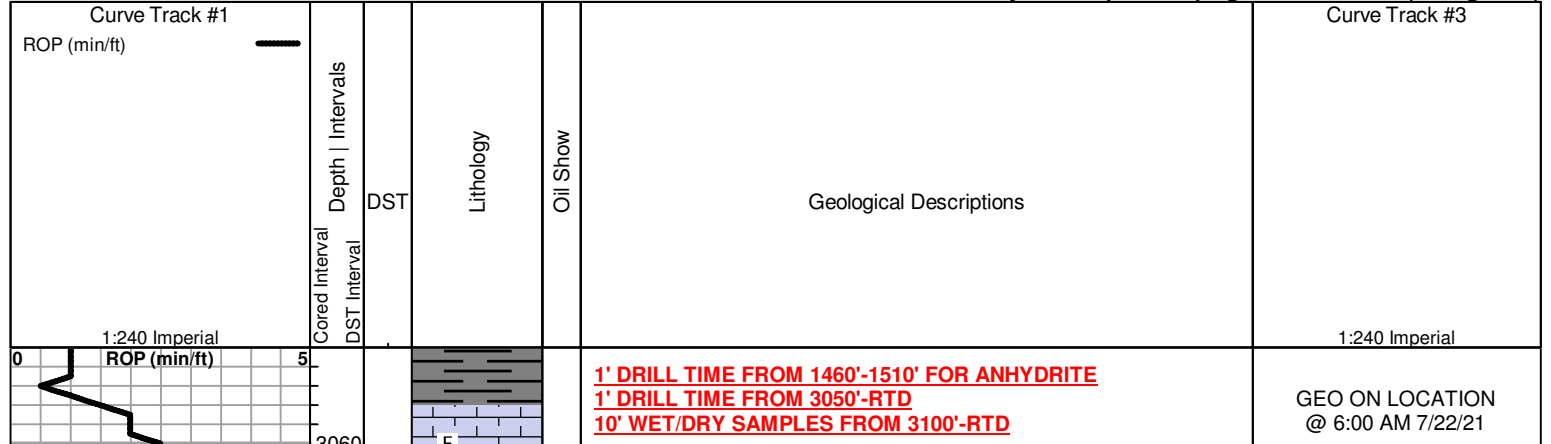 Curve Track #1
ROP (min/ft)
1:240 Imperial
Depth | Intervals
Cored Interval
DST Interval
DST
Lithology
Oil Show
Geological Descriptions
Curve Track #3
1:240 Imperial
0 ROP (min/ft) 5
1' DRILL TIME FROM 1460'-1510' FOR ANHYDRITE
1' DRILL TIME FROM 3050'-RTD
10' WET/DRY SAMPLES FROM 3100'-RTD
GEO ON LOCATION
@ 6:00 AM 7/22/21
3060